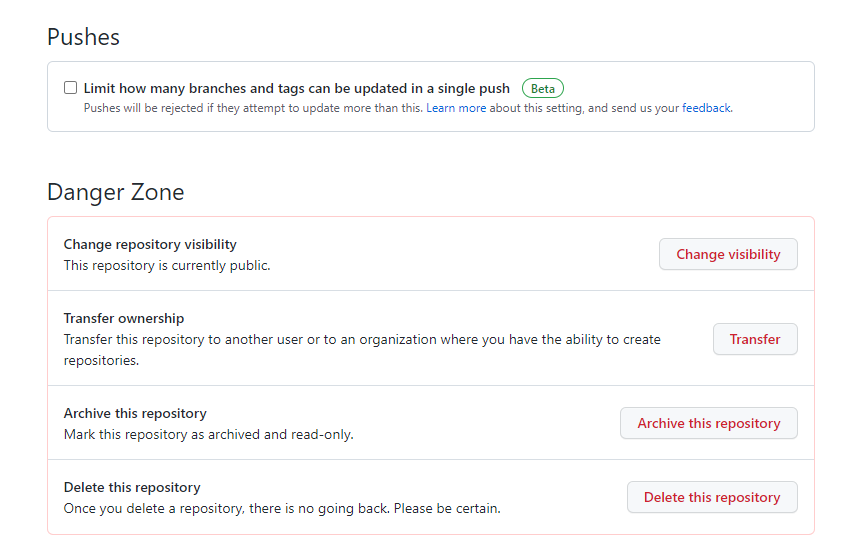 Pushes
Limit how many branches and tags can be updated in a single push Beta
Pushes will be rejected if they attempt to update more than this. Learn more about this setting, and send us your feedback.
Danger Zone
Change repository visibility
This repository is currently public.
Change visibility
Transfer ownership
Transfer this repository to another user or to an organization where you have the ability to create
repositories.
Transfer
Archive this repository
Mark this repository as archived and read-only.
Archive this repository
Delete this repository
Once you delete a repository, there is no going back. Please be certain.
Delete this repository